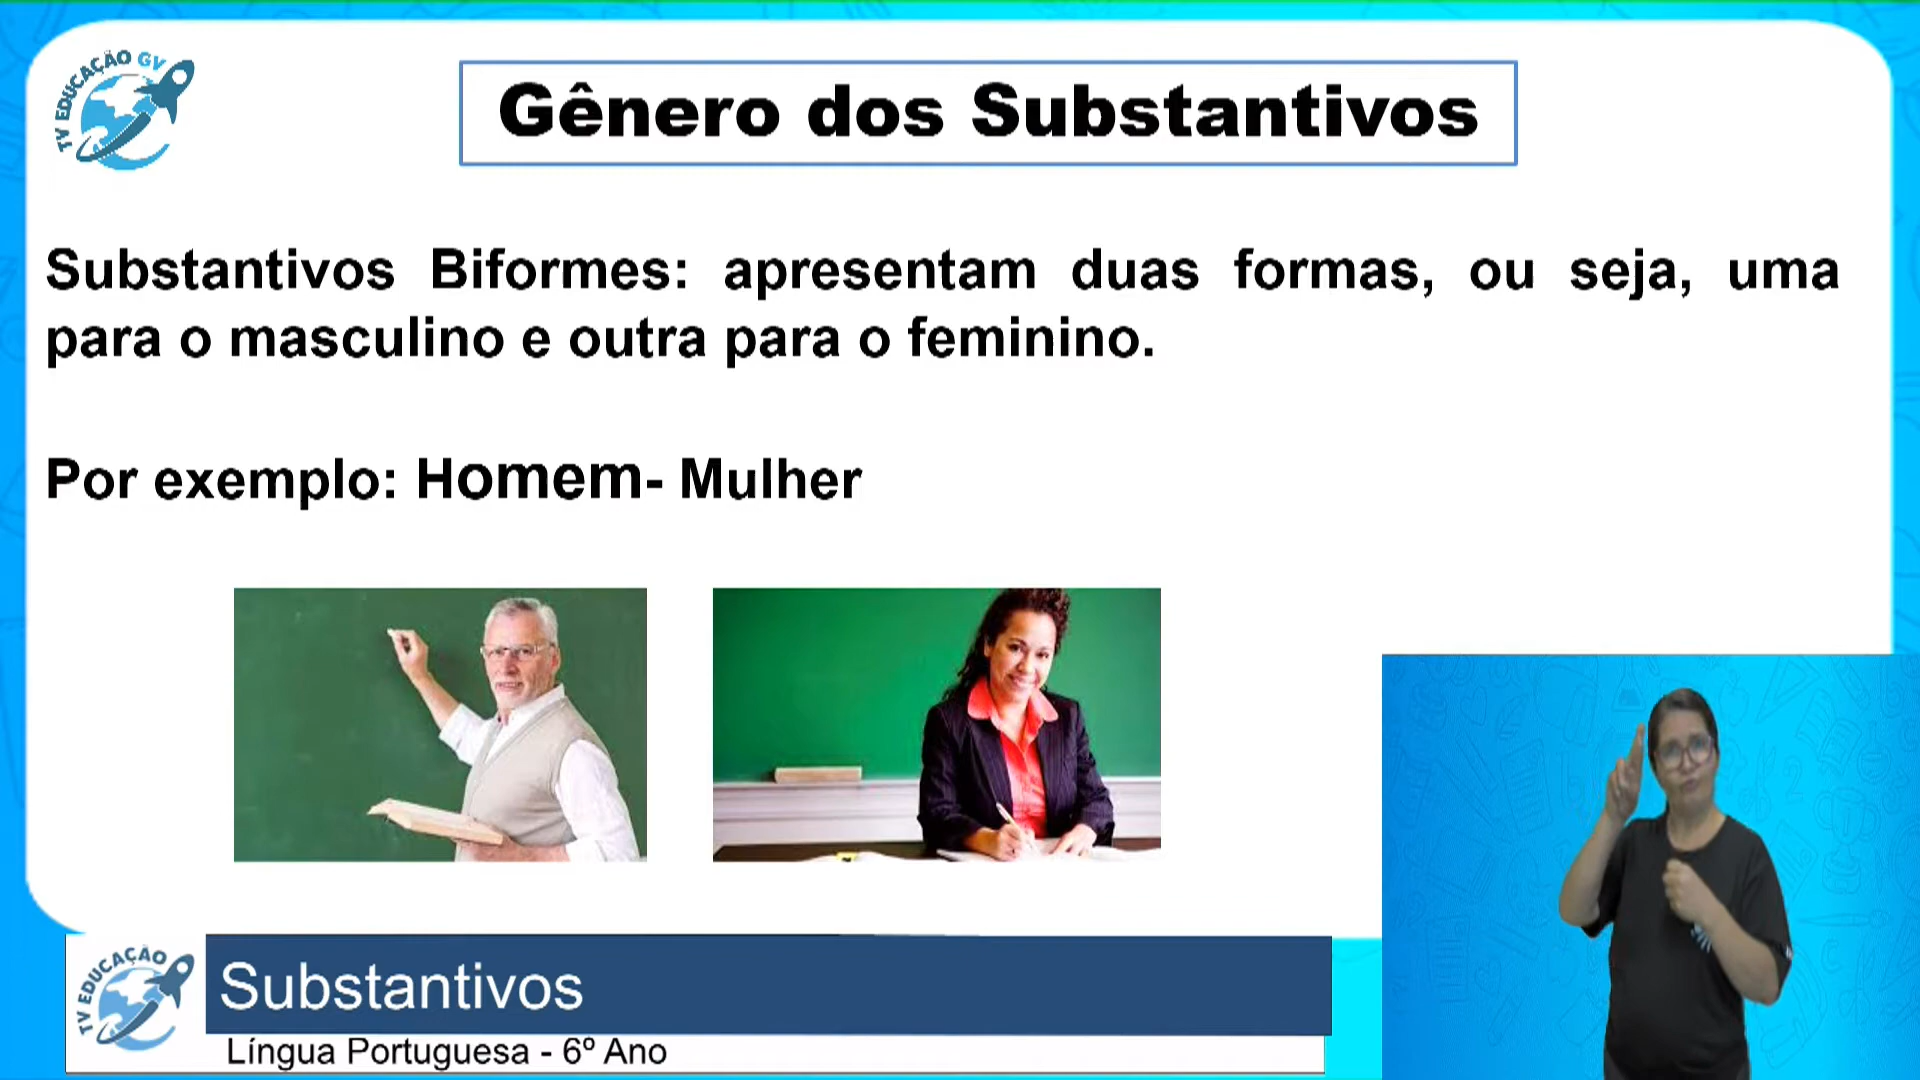 TV EDUCAÇÃO GV
Gênero dos Substantivos
Substantivos Biformes: apresentam duas formas, ou seja, uma
para o masculino e outra para o feminino.
Por exemplo: Homem- Mulher
TV EDUCAÇÃO
Substantivos
Língua Portuguesa - 6º Ano